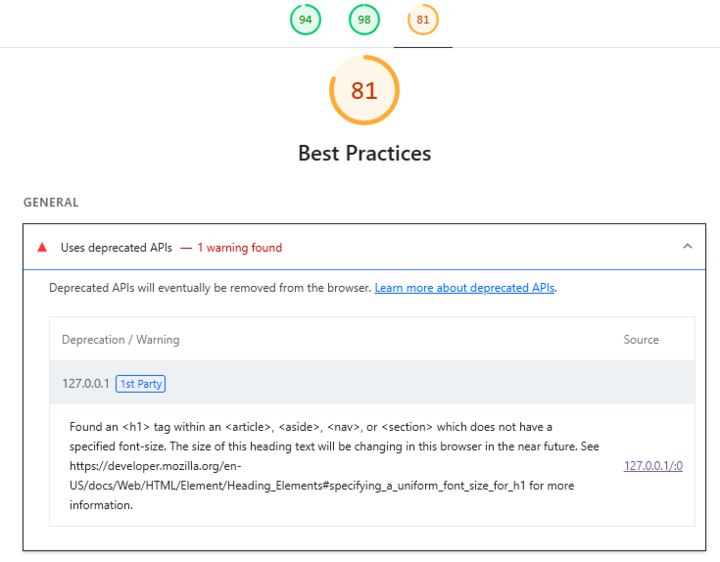 94 98 81
81
Best Practices
GENERAL
Uses deprecated APIs — 1 warning found
Deprecated APIs will eventually be removed from the browser. Learn more about deprecated APIs.
Deprecation / Warning Source
127.0.0.1 1st Party
Found an <h1> tag within an <article>, <aside>, <nav>, or <section> which does not have a
specified font-size. The size of this heading text will be changing in this browser in the near future. See
https://developer.mozilla.org/en- 127.0.0.1/:0
US/docs/Web/HTML/Element/Heading_Elements#specifying_a_uniform_font_size_for_h1 for more
information.